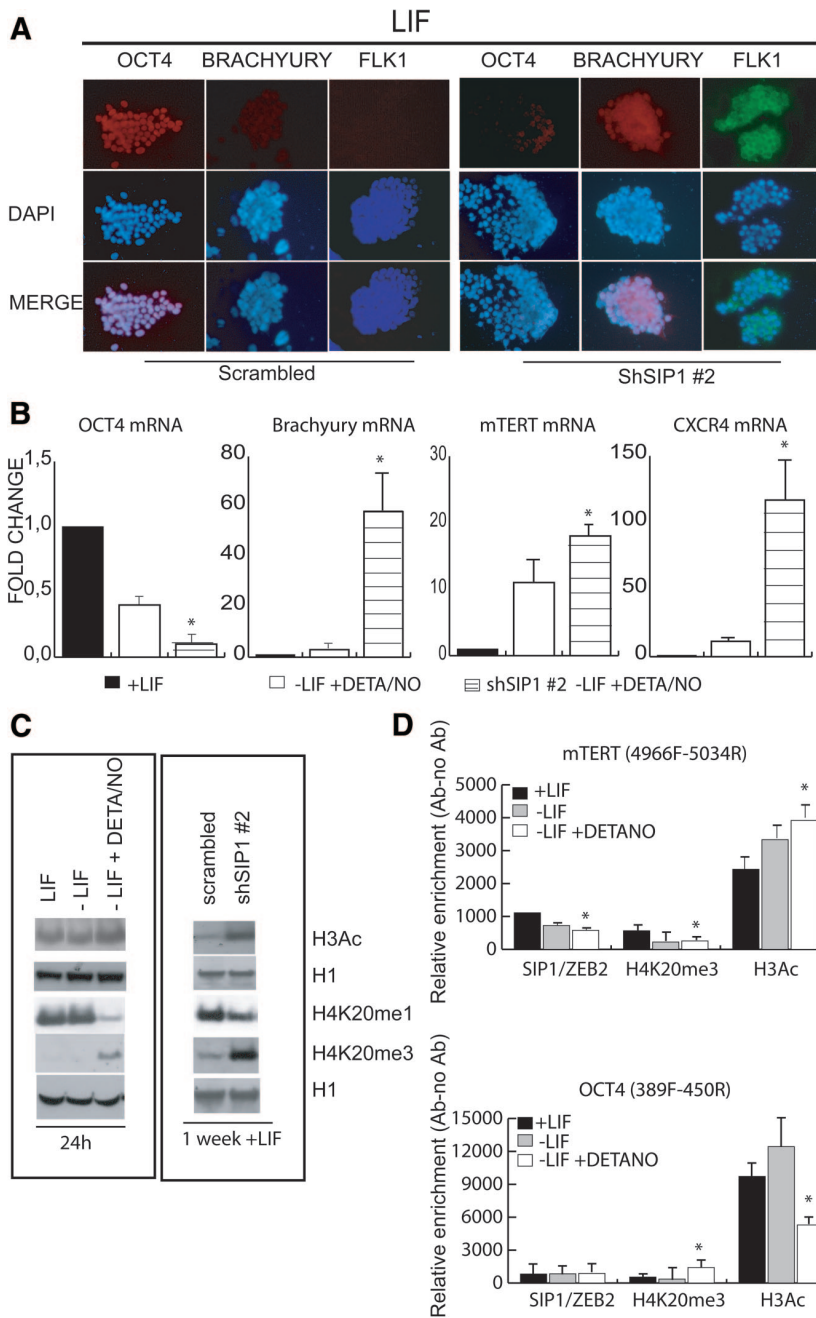 A
LIF
OCT4 BRACHYURY FLK1 OCT4 BRACHYURY FLK1
DAPI
MERGE
Scrambled ShSIP1 #2
B
OCT4 mRNA Brachyury mRNA mTERT mRNA CXCR4 mRNA
FOLD CHANGE
1,5
1,0
0,5
0,0
*
80
60
40
20
0
*
30
20
10
0
*
150
100
50
0
*
+LIF -LIF +DETA/NO shSIP1 #2 -LIF +DETA/NO
C
LIF
- LIF
- LIF + DETA/NO
scrambled
shSIP1 #2
H3Ac
H1
H4K20me1
H4K20me3
H1
24h
1 week +LIF
D
mTERT (4966F-5034R)
Relative enrichment (Ab-no Ab)
5000
4000
3000
2000
1000
0
+LIF
-LIF
-LIF +DETANO
* * *
SIP1/ZEB2 H4K20me3 H3Ac
OCT4 (389F-450R)
Relative enrichment (Ab-no Ab)
15000
12000
9000
6000
3000
0
+LIF
-LIF
-LIF +DETANO
* *
SIP1/ZEB2 H4K20me3 H3Ac